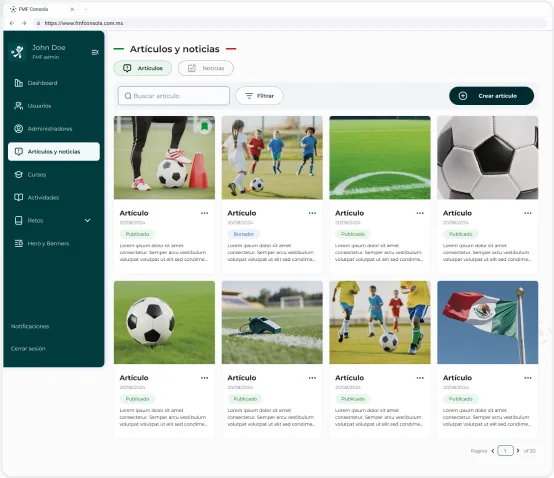 FMF Consola
https://www.fmfconsola.com.mx
John Doe
FMF admin
Dashboard
Usuarios
Administradores
Artículos y noticias
Cursos
Actividades
Retos
Hero y Banners
Notificaciones
Cerrar sesión
Artículos y noticias
Artículos
Noticias
Buscar artículo
Filtrar
Crear artículo
Artículo
20/08/2024
Publicado
Lorem ipsum dolor sit amet
consectetur. Semper arcu vestibulum
volutpat volutpat ut elit sed condime...
Artículo
20/08/2024
Borrador
Lorem ipsum dolor sit amet
consectetur. Semper arcu vestibulum
volutpat volutpat ut elit sed condime...
Artículo
20/08/2024
Publicado
Lorem ipsum dolor sit amet
consectetur. Semper arcu vestibulum
volutpat volutpat ut elit sed condime...
Artículo
20/08/2024
Publicado
Lorem ipsum dolor sit amet
consectetur. Semper arcu vestibulum
volutpat volutpat ut elit sed condime...
Artículo
20/08/2024
Publicado
Lorem ipsum dolor sit amet
consectetur. Semper arcu vestibulum
volutpat volutpat ut elit sed condime...
Artículo
20/08/2024
Publicado
Lorem ipsum dolor sit amet
consectetur. Semper arcu vestibulum
volutpat volutpat ut elit sed condime...
Artículo
20/08/2024
Publicado
Lorem ipsum dolor sit amet
consectetur. Semper arcu vestibulum
volutpat volutpat ut elit sed condime...
Artículo
20/08/2024
Publicado
Lorem ipsum dolor sit amet
consectetur. Semper arcu vestibulum
volutpat volutpat ut elit sed condime...
Página 1 of 20